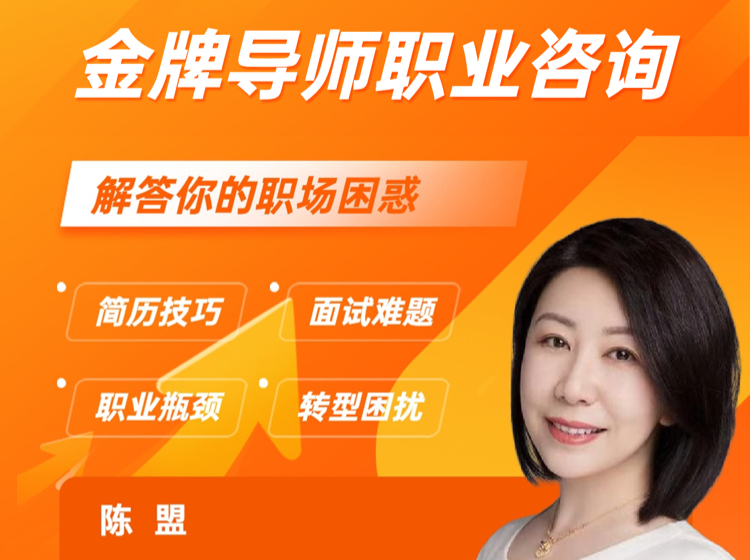 金牌导师职业咨询
解答你的职场困惑
简历技巧
面试难题
职业瓶颈
转型困扰
陈 盟